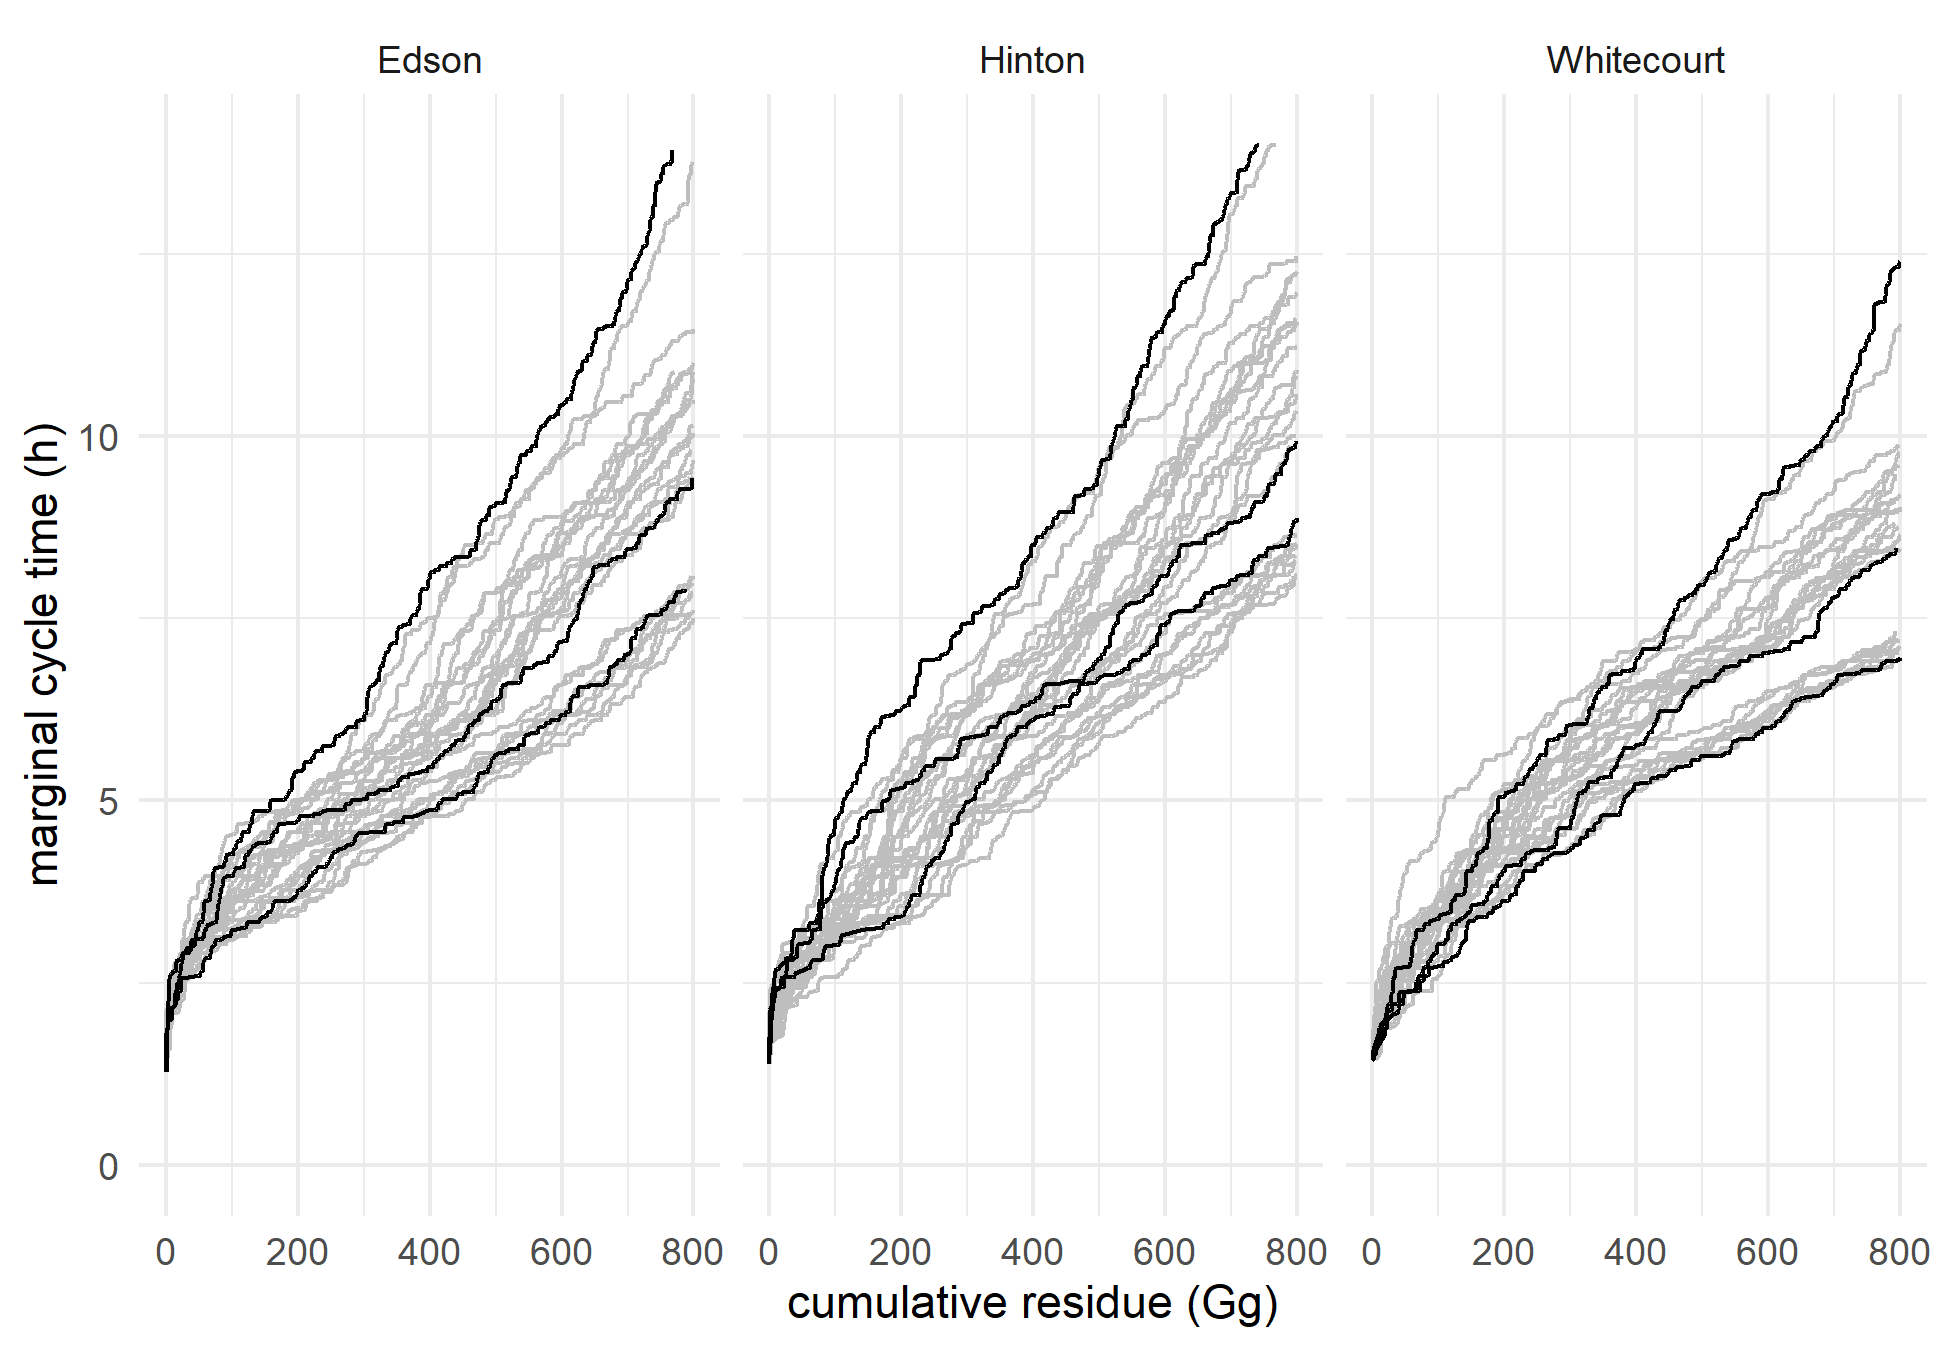 Edson Hinton Whitecourt
marginal cycle time (h)
10
5
0
0 200 400 600 800 0 200 400 600 800 0 200 400 600 800
cumulative residue (Gg)